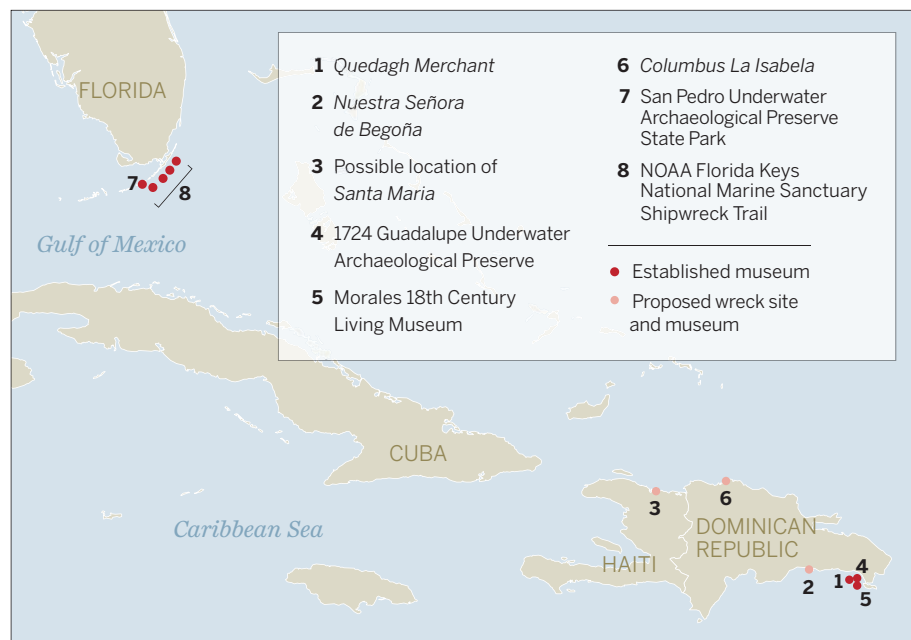 FLORIDA
7
8
Gulf of Mexico
1 Quedagh Merchant
2 Nuestra Señora
de Begoña
3 Possible location of
Santa Maria
4 1724 Guadalupe Underwater
Archaeological Preserve
5 Morales 18th Century
Living Museum
6 Columbus La Isabela
7 San Pedro Underwater
Archaeological Preserve
State Park
8 NOAA Florida Keys
National Marine Sanctuary
Shipwreck Trail
Established museum
Proposed wreck site
and museum
CUBA
Caribbean Sea
3
6
DOMINICAN
REPUBLIC
HAITI
2
1
4
5